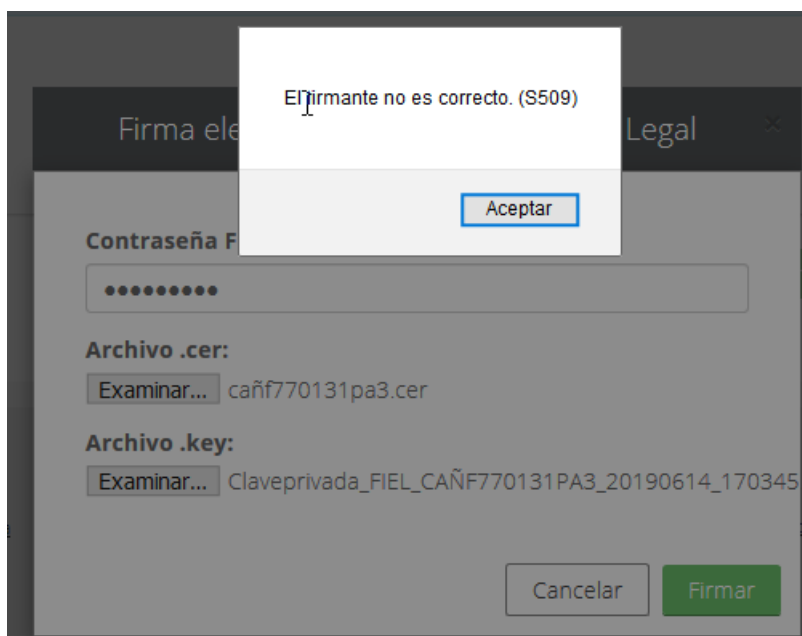 El firmante no es correcto. (S509)
Firma ele
Legal
×
Aceptar
Contraseña F
•••••••••
Archivo .cer:
Examinar... cañf770131pa3.cer
Archivo .key:
Examinar... Claveprivada_FIEL_CAÑF770131PA3_20190614_170345
Cancelar Firmar